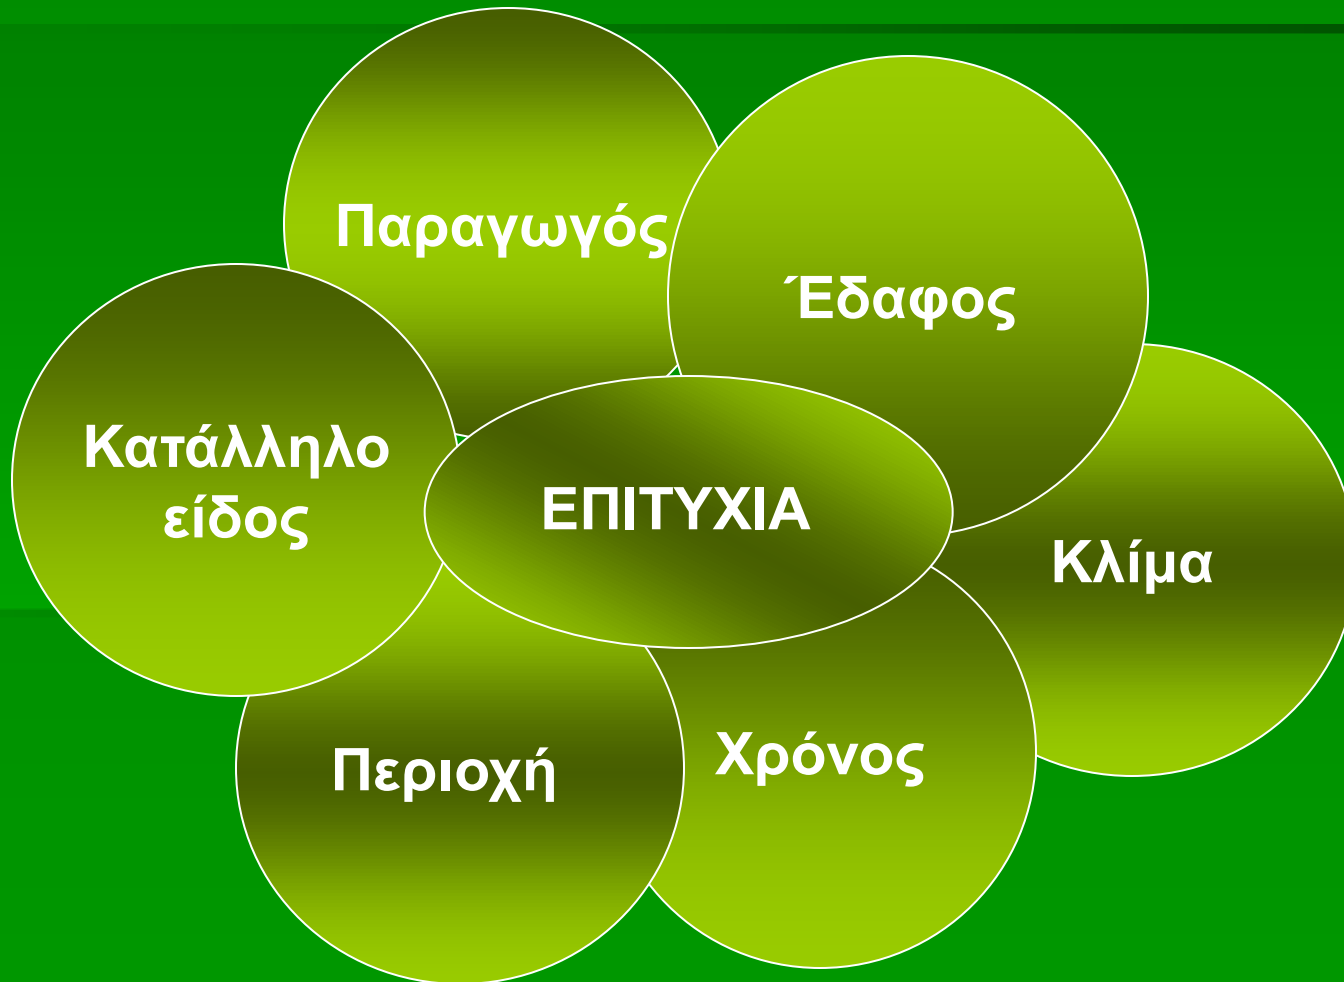 Παραγωγός
Έδαφος
Κατάλληλο
είδος
ΕΠΙΤΥΧΙΑ
Κλίμα
Περιοχή
Χρόνος